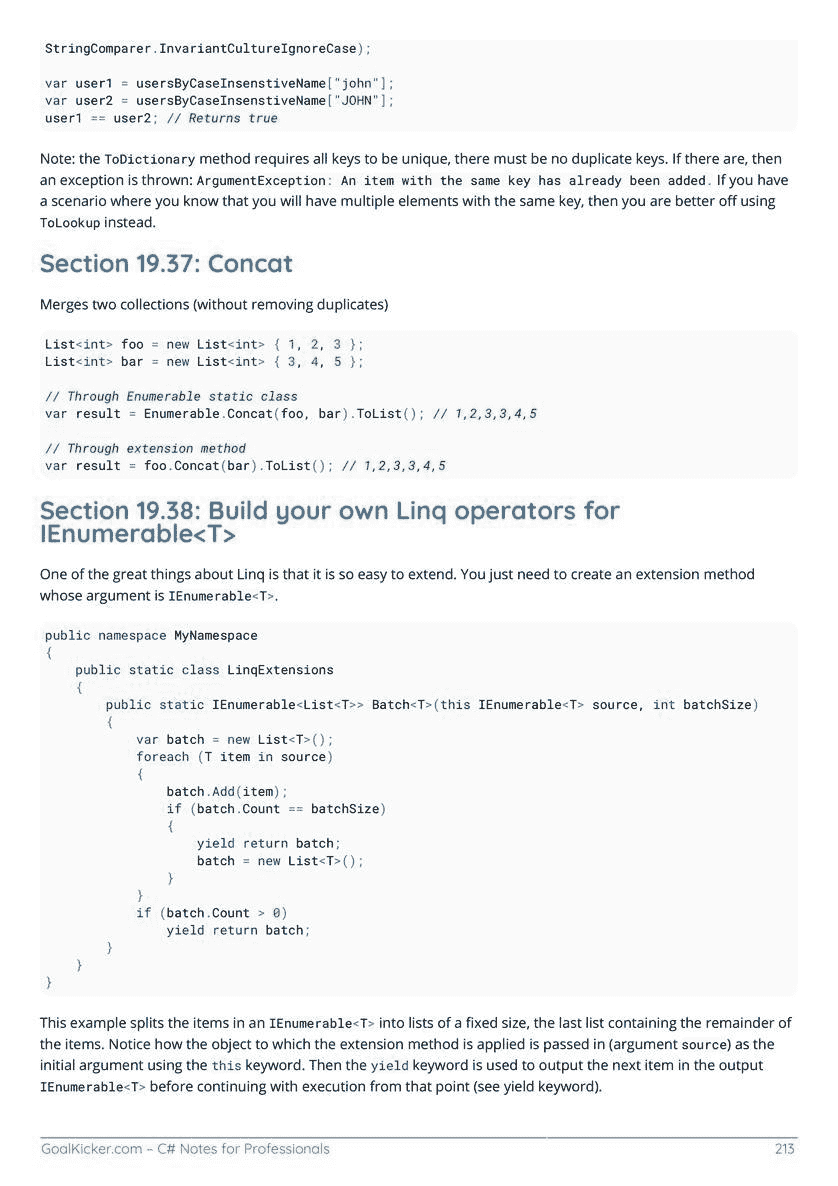 StringComparer.InvariantCultureIgnoreCase);
var user1 = usersByCaseInsenstiveName["john"];
var user2 = usersByCaseInsenstiveName["JOHN"];
user1 == user2; // Returns true
Note: the ToDictionary method requires all keys to be unique, there must be no duplicate keys. If there are, then
an exception is thrown: ArgumentException: An item with the same key has already been added. If you have
a scenario where you know that you will have multiple elements with the same key, then you are better off using
ToLookup instead.
Section 19.37: Concat
Merges two collections (without removing duplicates)
List<int> foo = new List<int> { 1, 2, 3 };
List<int> bar = new List<int> { 3, 4, 5 };
// Through Enumerable static class
var result = Enumerable.Concat(foo, bar).ToList(); // 1,2,3,3,4,5
// Through extension method
var result = foo.Concat(bar).ToList(); // 1,2,3,3,4,5
Section 19.38: Build your own Linq operators for
IEnumerable<T>
One of the great things about Linq is that it is so easy to extend. You just need to create an extension method
whose argument is IEnumerable<T>.
public namespace MyNamespace
{
    public static class LinqExtensions
    {
        public static IEnumerable<List<T>> Batch<T>(this IEnumerable<T> source, int batchSize)
        {
            var batch = new List<T>();
            foreach (T item in source)
            {
                batch.Add(item);
                if (batch.Count == batchSize)
                {
                    yield return batch;
                    batch = new List<T>();
                }
            }
            if (batch.Count > 0)
                yield return batch;
        }
    }
}
This example splits the items in an IEnumerable<T> into lists of a fixed size, the last list containing the remainder of
the items. Notice how the object to which the extension method is applied is passed in (argument source) as the
initial argument using the this keyword. Then the yield keyword is used to output the next item in the output
IEnumerable<T> before continuing with execution from that point (see yield keyword).
GoalKicker.com – C# Notes for Professionals 213